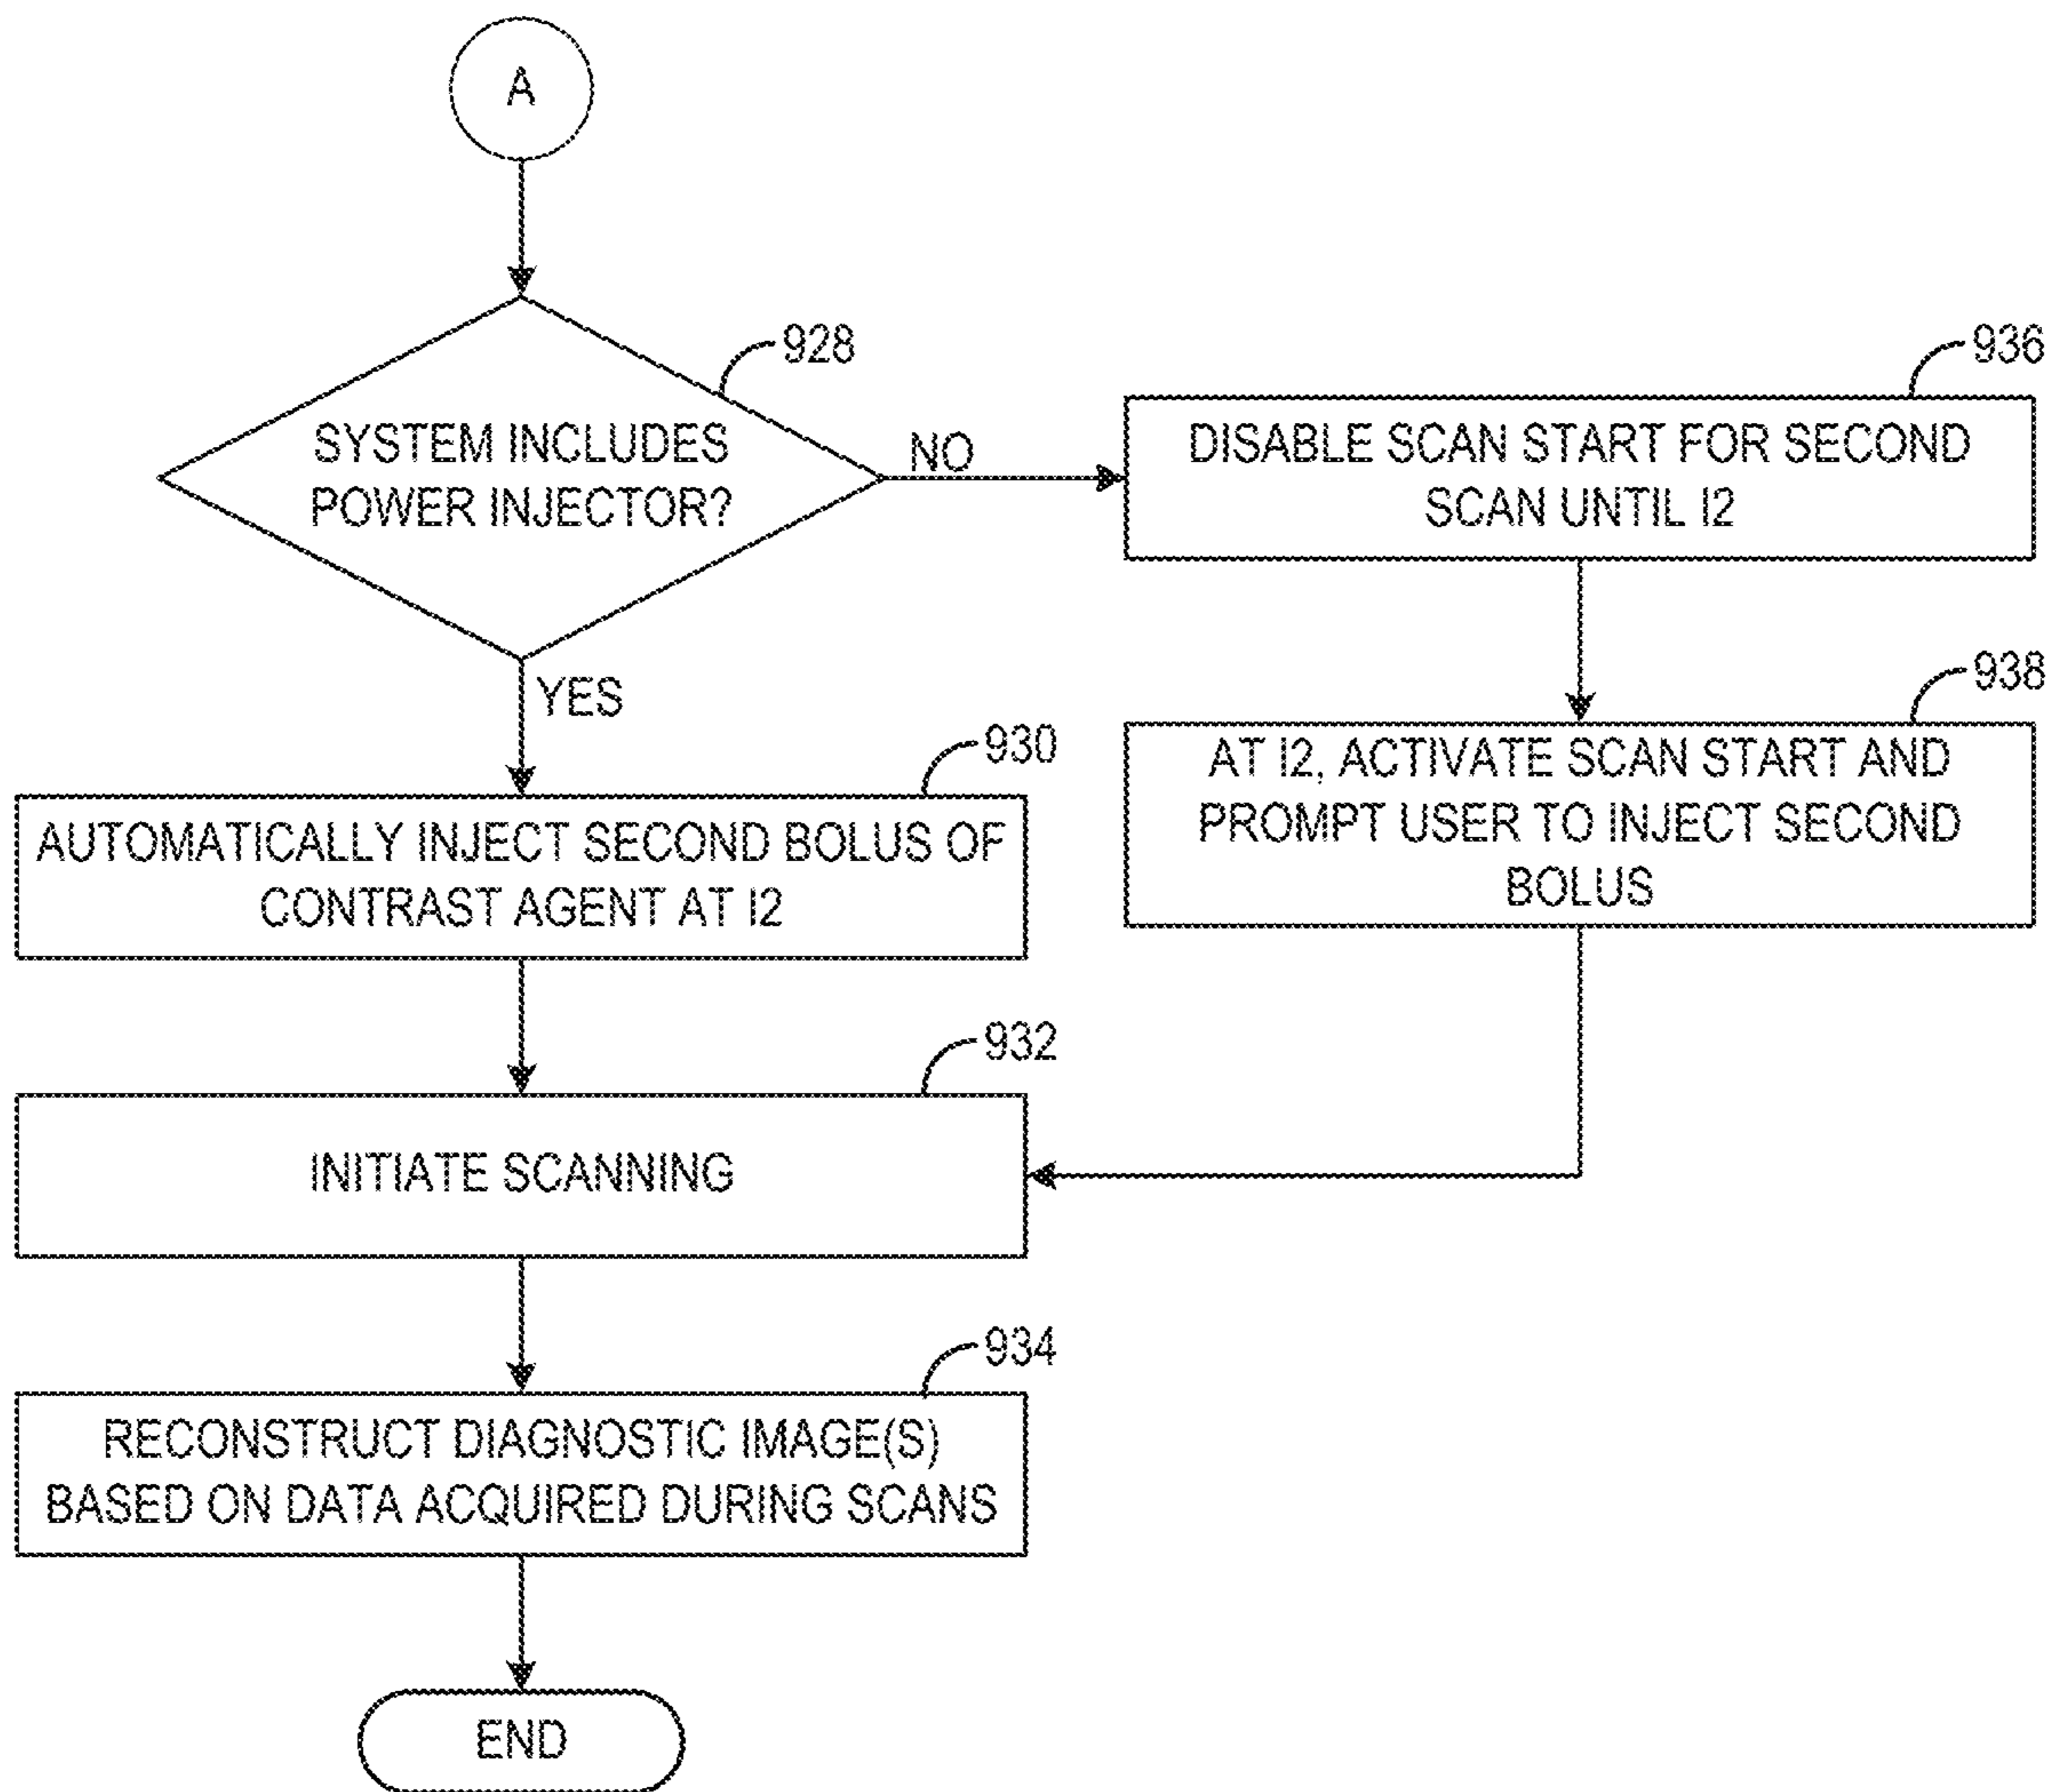 A
928
SYSTEM INCLUDES
POWER INJECTOR?
NO
YES
936
DISABLE SCAN START FOR SECOND
SCAN UNTIL I2
938
AT I2, ACTIVATE SCAN START AND
PROMPT USER TO INJECT SECOND
BOLUS
930
AUTOMATICALLY INJECT SECOND BOLUS OF
CONTRAST AGENT AT I2
932
INITIATE SCANNING
934
RECONSTRUCT DIAGNOSTIC IMAGE(S)
BASED ON DATA ACQUIRED DURING SCANS
END